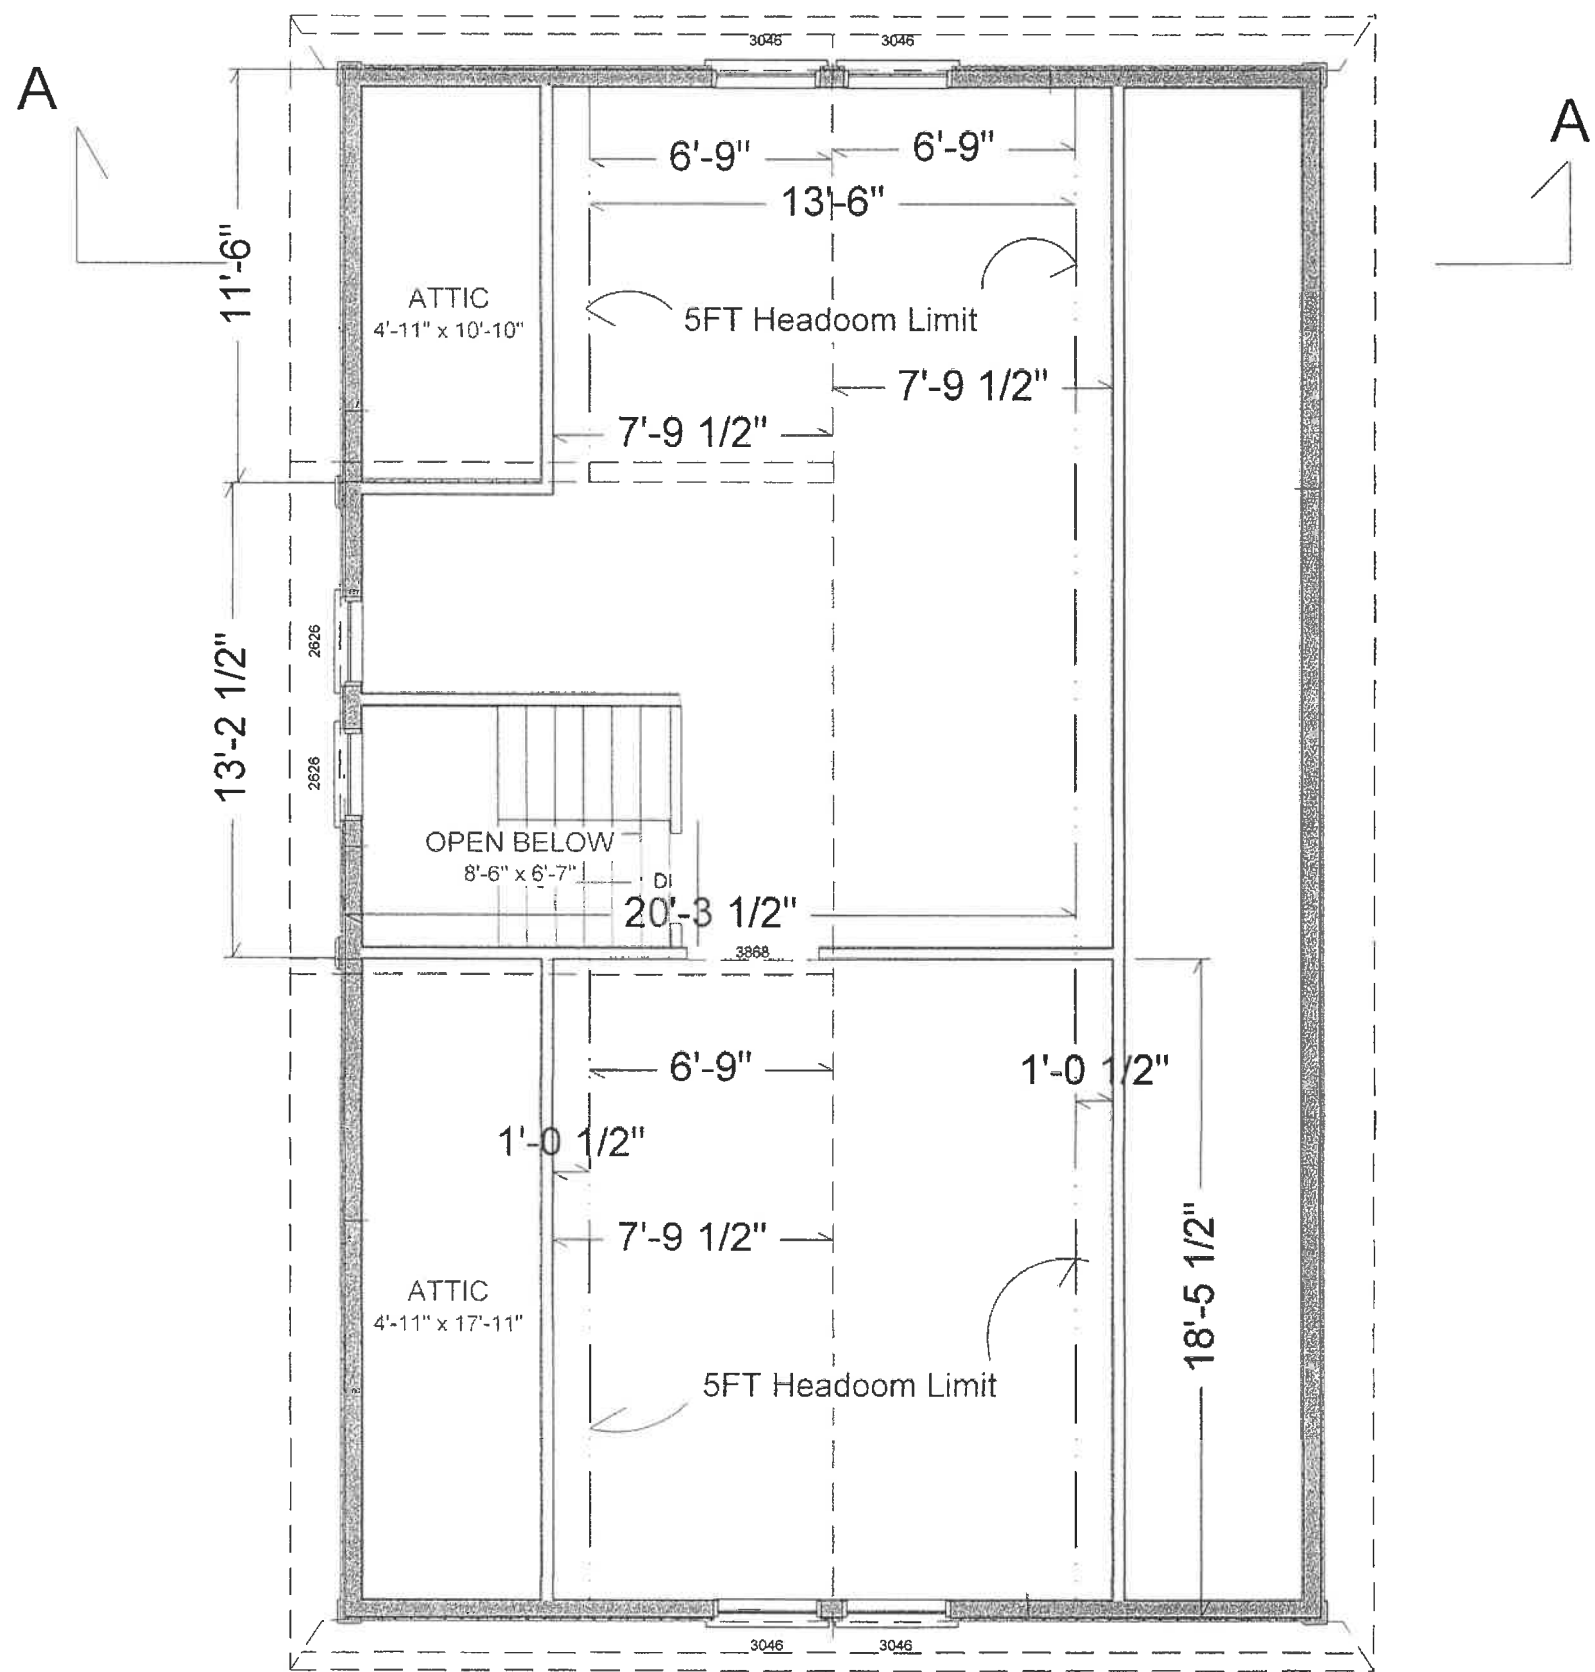 3046 3046
A
A
6'-9"
6'-9"
13'-6"
11'-6"
ATTIC
4'-11" x 10'-10"
5FT Headoom Limit
7'-9 1/2"
7'-9 1/2"
2626
13'-2 1/2"
2626
OPEN BELOW
8'-6" x 6'-7"
20'-3 1/2"
3868
6'-9"
1'-0 1/2"
1'-0 1/2"
7'-9 1/2"
ATTIC
4'-11" x 17'-11"
18'-5 1/2"
5FT Headoom Limit
3046 3046